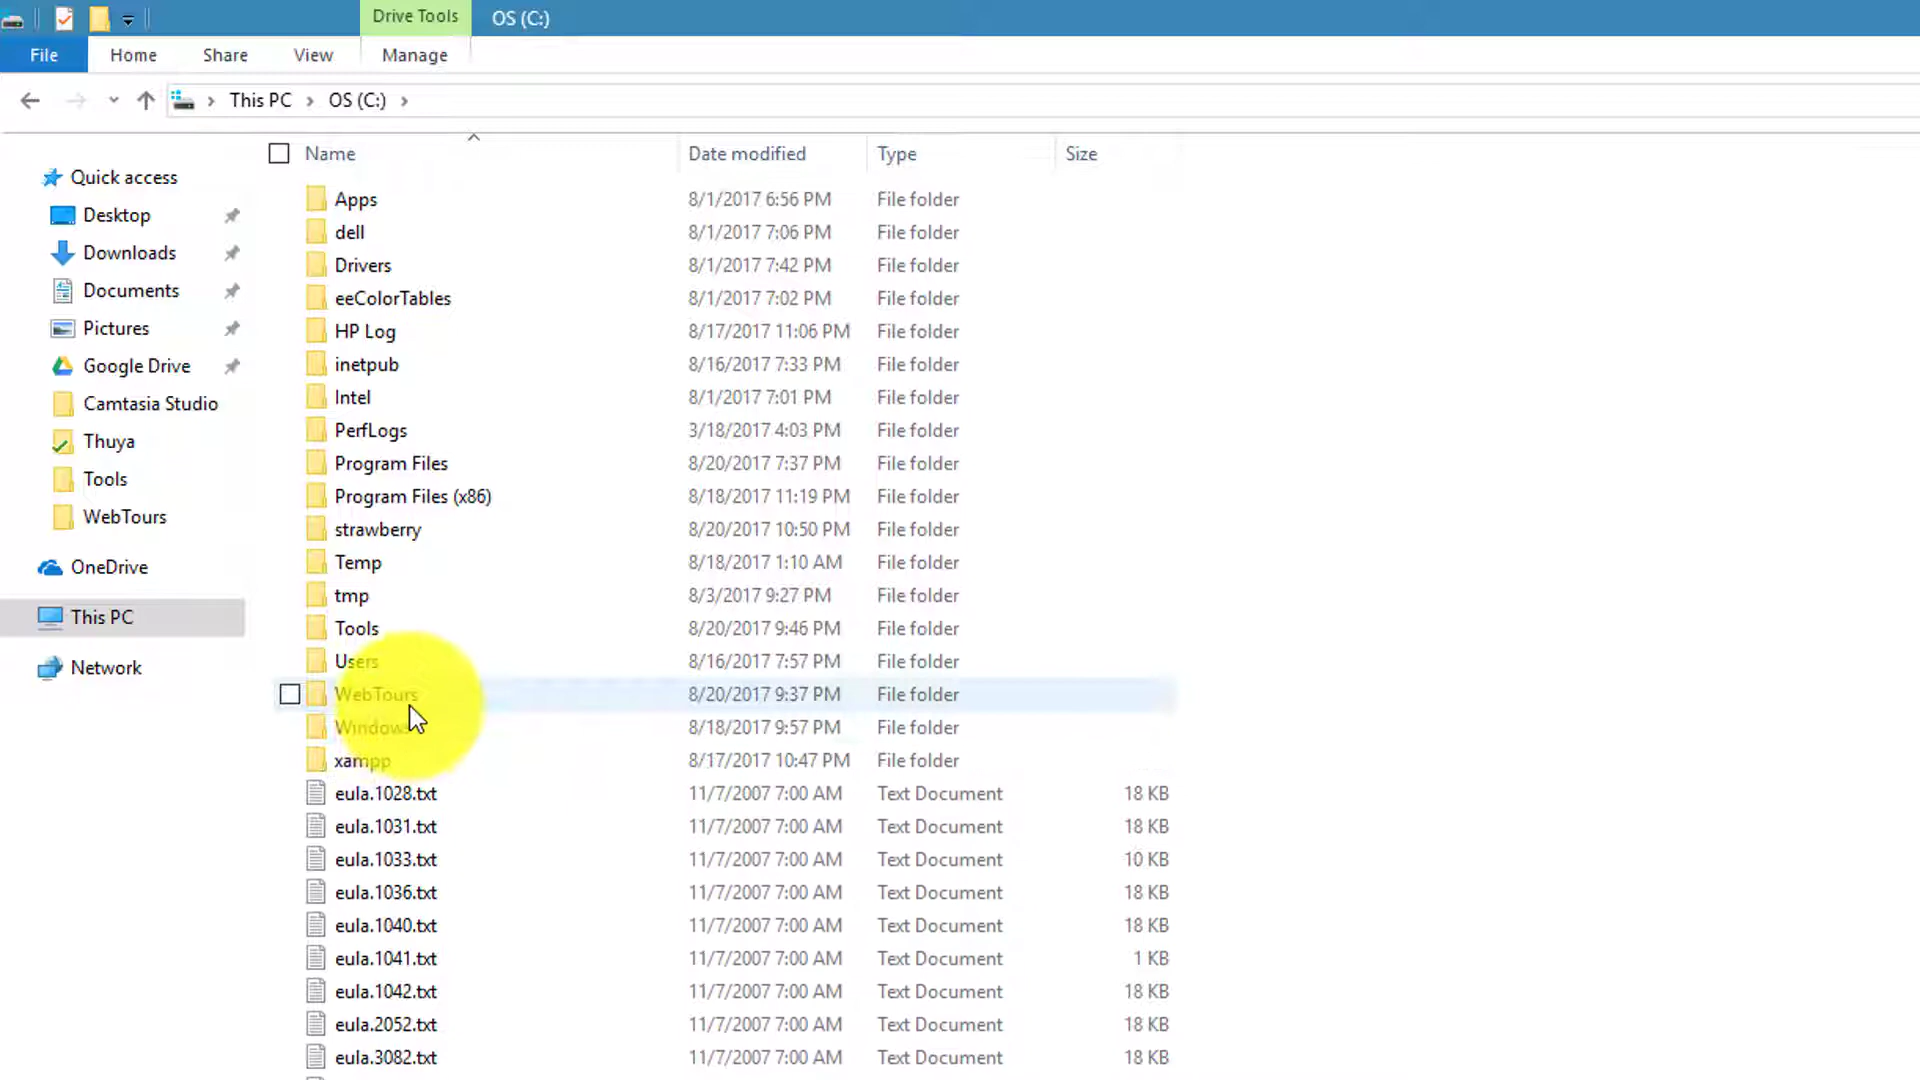 Drive Tools OS (C:)
File Home Share View Manage
This PC OS (C:)
Name Date modified Type Size
Quick access
Desktop
Downloads
Documents
Pictures
Google Drive
Camtasia Studio
Thuya
Tools
WebTours
OneDrive
This PC
Network
Apps 8/1/2017 6:56 PM File folder
dell 8/1/2017 7:06 PM File folder
Drivers 8/1/2017 7:42 PM File folder
eeColorTables 8/1/2017 7:02 PM File folder
HP Log 8/17/2017 11:06 PM File folder
inetpub 8/16/2017 7:33 PM File folder
Intel 8/1/2017 7:01 PM File folder
PerfLogs 3/18/2017 4:03 PM File folder
Program Files 8/20/2017 7:37 PM File folder
Program Files (x86) 8/18/2017 11:19 PM File folder
strawberry 8/20/2017 10:50 PM File folder
Temp 8/18/2017 1:10 AM File folder
tmp 8/3/2017 9:27 PM File folder
Tools 8/20/2017 9:46 PM File folder
Users 8/16/2017 7:57 PM File folder
WebTours 8/20/2017 9:37 PM File folder
Windows 8/18/2017 9:57 PM File folder
xampp 8/17/2017 10:47 PM File folder
eula.1028.txt 11/7/2007 7:00 AM Text Document 18 KB
eula.1031.txt 11/7/2007 7:00 AM Text Document 18 KB
eula.1033.txt 11/7/2007 7:00 AM Text Document 10 KB
eula.1036.txt 11/7/2007 7:00 AM Text Document 18 KB
eula.1040.txt 11/7/2007 7:00 AM Text Document 18 KB
eula.1041.txt 11/7/2007 7:00 AM Text Document 1 KB
eula.1042.txt 11/7/2007 7:00 AM Text Document 18 KB
eula.2052.txt 11/7/2007 7:00 AM Text Document 18 KB
eula.3082.txt 11/7/2007 7:00 AM Text Document 18 KB